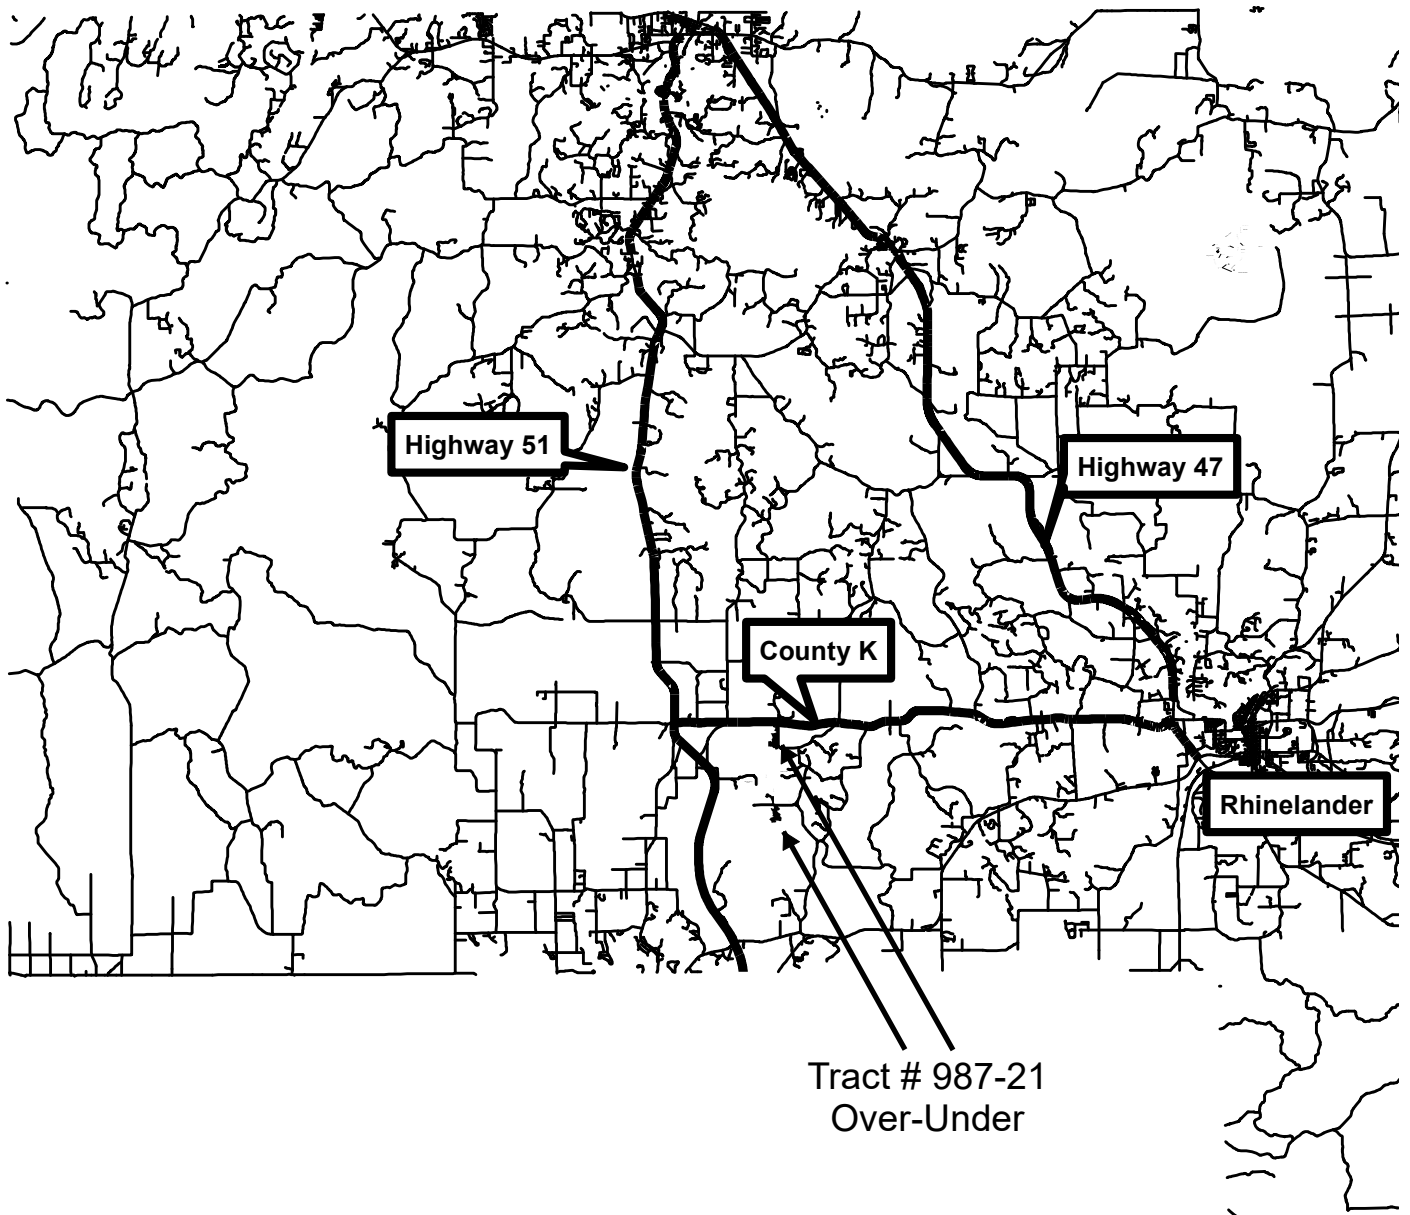 Highway 51
Highway 47
County K
Rhinelander
Tract # 987-21
Over-Under